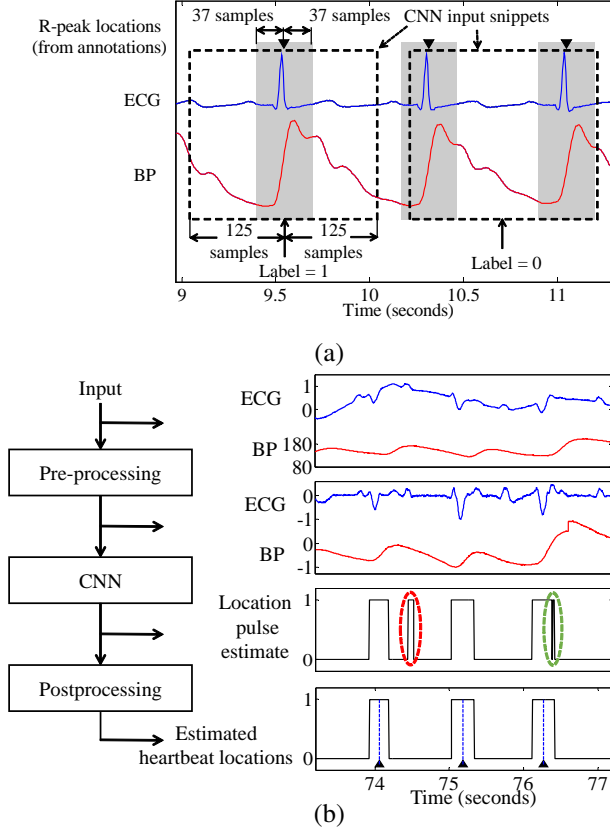 R-peak locations
(from annotations)
37 samples
37 samples
CNN input snippets
ECG
BP
125
samples
125
samples
Label = 1
Label = 0
9
9.5
10
10.5
11
Time (seconds)
(a)
Input
Pre-processing
CNN
Postprocessing
Estimated
heartbeat locations
ECG
1
0
BP
180
80
ECG
0
-1
BP
1
-1
Location
pulse
estimate
1
0
1
0
74
75
76
77
Time (seconds)
(b)